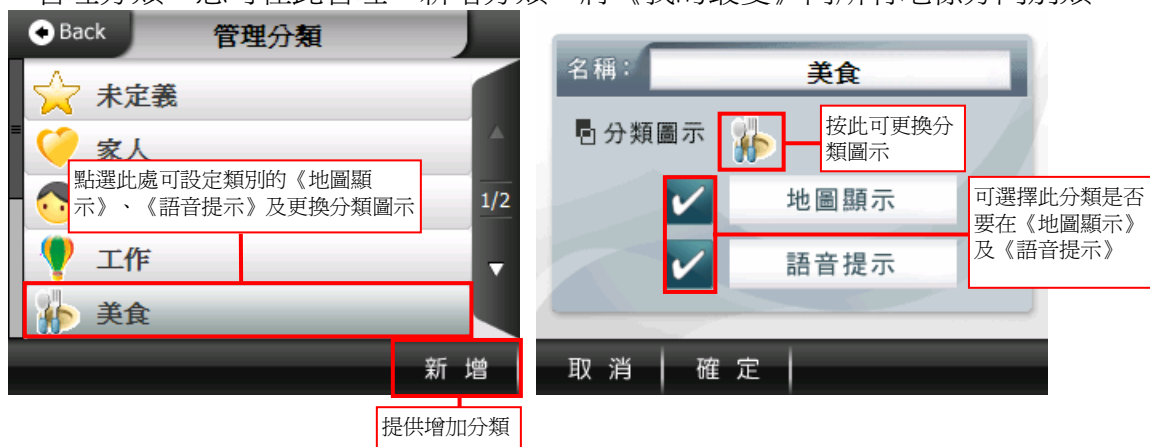 Back
管理分類
未定義
家人
點選此處可設定類別的《地圖顯
示》、《語音提示》及更換分類圖示
1/2
工作
美食
新增
提供增加分類
名稱：
美食
分類圖示
按此可更換分
類圖示
地圖顯示
語音提示
可選擇此分類是否
要在《地圖顯示》
及《語音提示》
取消
確定